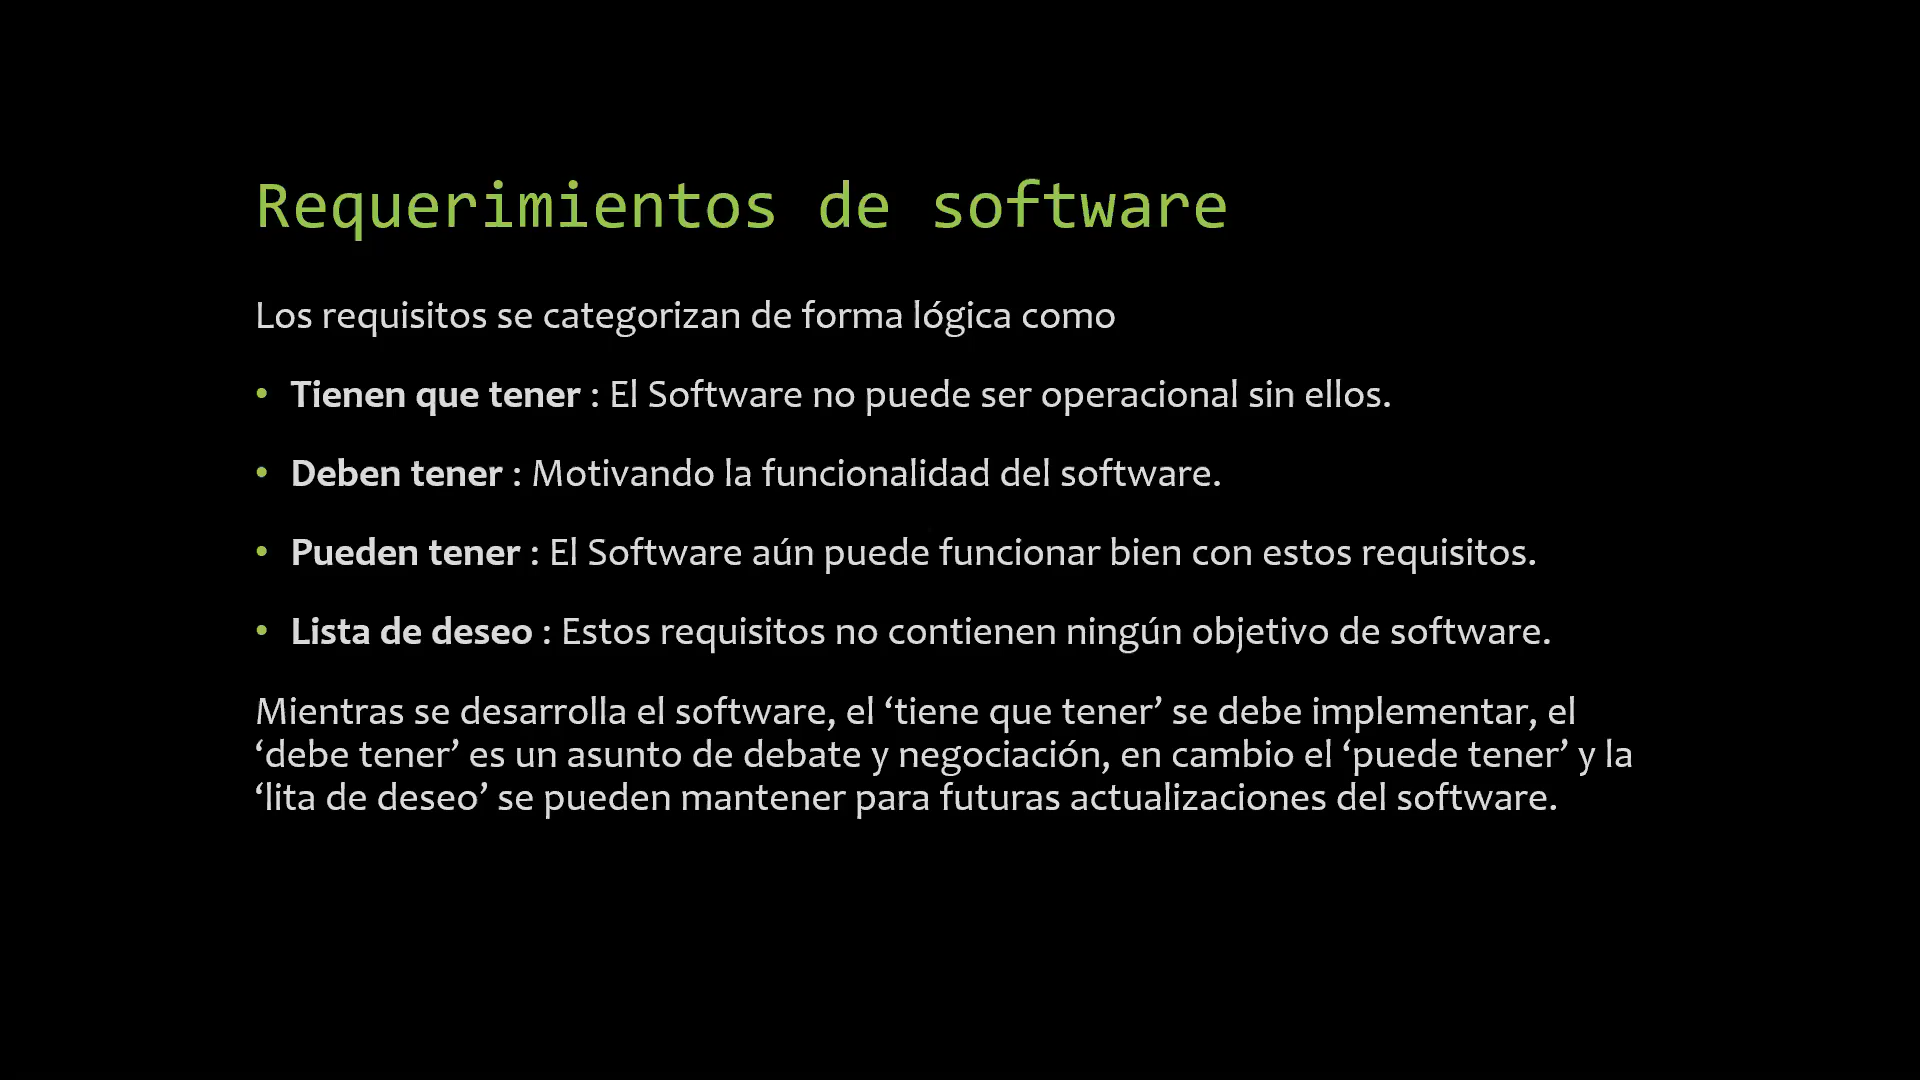 Requerimientos de software
Los requisitos se categorizan de forma lógica como
• Tienen que tener : El Software no puede ser operacional sin ellos.
• Deben tener : Motivando la funcionalidad del software.
• Pueden tener : El Software aún puede funcionar bien con estos requisitos.
• Lista de deseo : Estos requisitos no contienen ningún objetivo de software.
Mientras se desarrolla el software, el ‘tiene que tener’ se debe implementar, el
‘debe tener’ es un asunto de debate y negociación, en cambio el ‘puede tener’ y la
‘lita de deseo’ se pueden mantener para futuras actualizaciones del software.